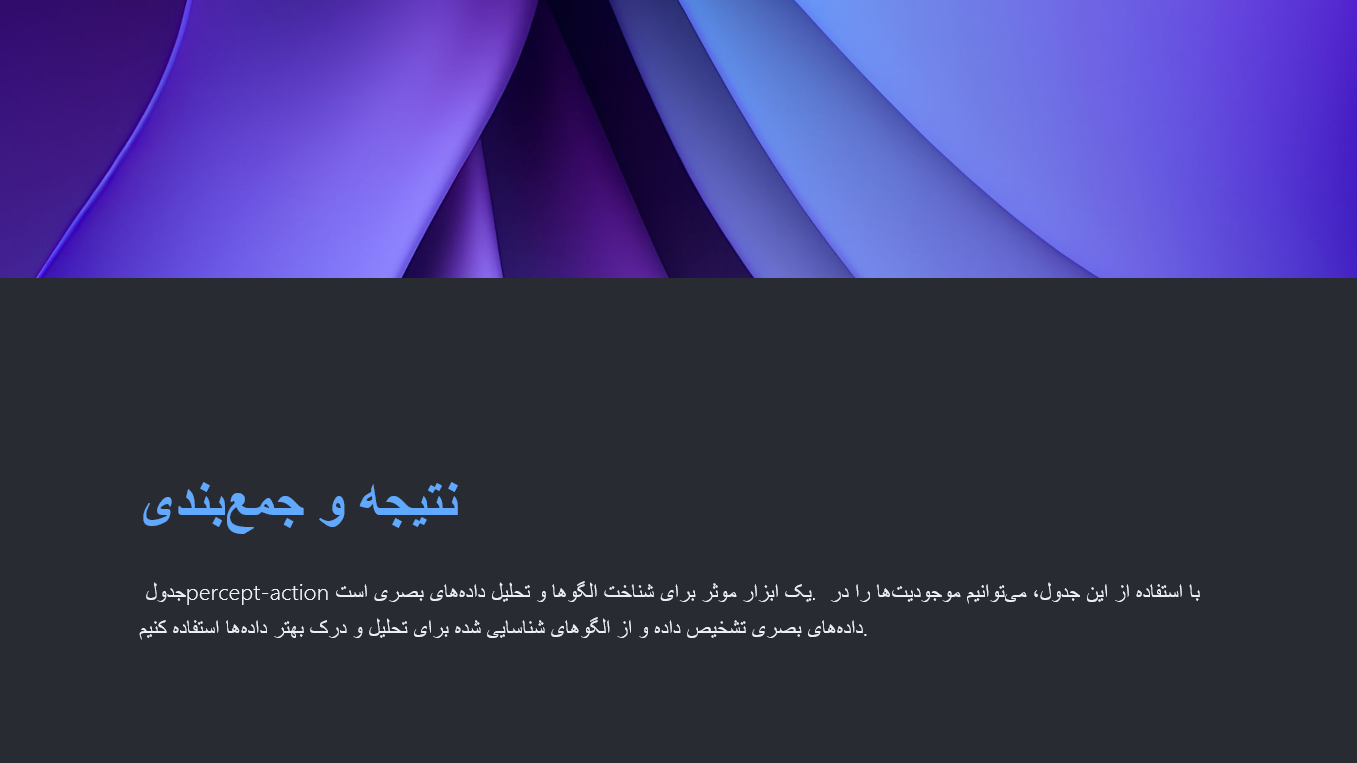 نتیجه و جمع‌بندی
جدول percept-action یک ابزار موثر برای شناخت الگوها و تحلیل داده‌های بصری است. با استفاده از این جدول، می‌توانیم موجودیت‌ها را در
داده‌های بصری تشخیص داده و از الگوهای شناسایی شده برای تحلیل و درک بهتر داده‌ها استفاده کنیم.